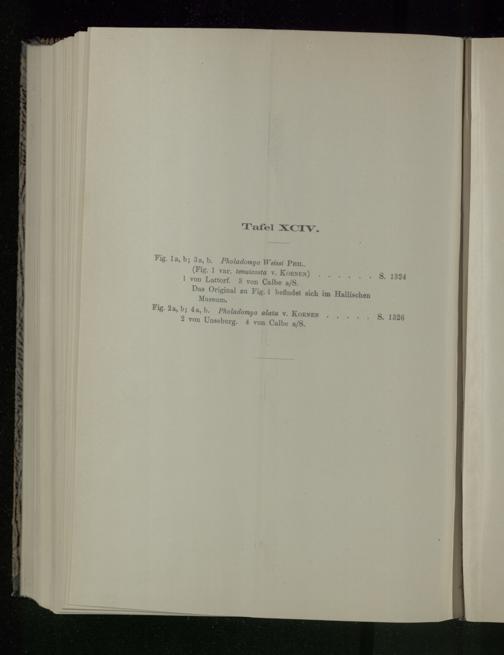 Tafel XCIV.
Fig. 1a, b; 3a, b. Pholadomya Weissi PHIL.
(Fig. 1 var. tenuicosta v. KOENEN) . . . . . . . S. 1324
1 von Lattorf. 3 von Calbe a/S.
Das Original zu Fig. 1 befindet sich im Hallischen
Museum.
Fig. 2a, b; 4a, b. Pholadomya alata v. KOENEN . . . . . S. 1326
2 von Unseburg. 4 von Calbe a/S.